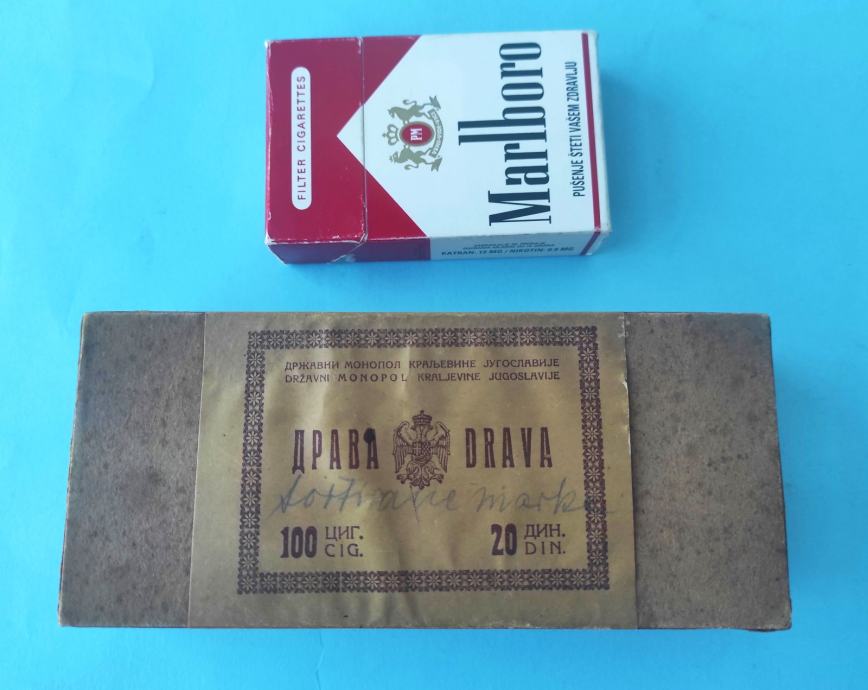 FILTER CIGARETTES
PM
Marlboro
PUŠENJE ŠTETI VAŠEM ZDRAVLJU
KATRAN: 12 MG / NIKOTIN: 0.9 MG
ДРЖАВНИ МОНОПОЛ КРАЉЕВИНЕ ЈУГОСЛАВИЈЕ
DRŽAVNI MONOPOL KRALJEVINE JUGOSLAVIJE
ДРАВА DRAVA
marke
100 ЦИГ. CIG.
20 ДИН. DIN.